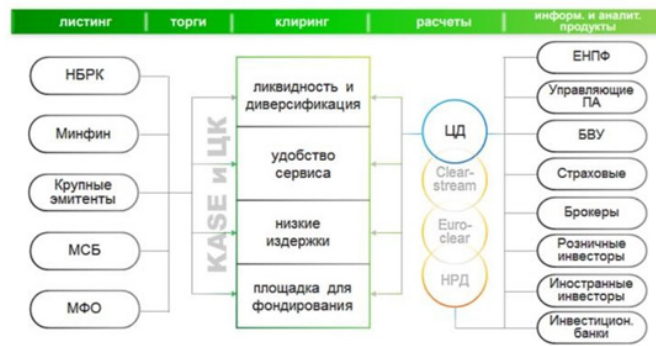 листинг
торги
клиринг
расчеты
информ. и аналит.
продукты
НБРК
Минфин
Крупные
эмитенты
МСБ
МФО
KASE и ЦК
ликвидность и
диверсификация
удобство
сервиса
низкие
издержки
площадка для
фондирования
ЦД
Clear-
stream
Euro-
clear
НРД
ЕНПФ
Управляющие
ПА
БВУ
Страховые
Брокеры
Розничные
инвесторы
Иностранные
инвесторы
Инвестицион.
банки